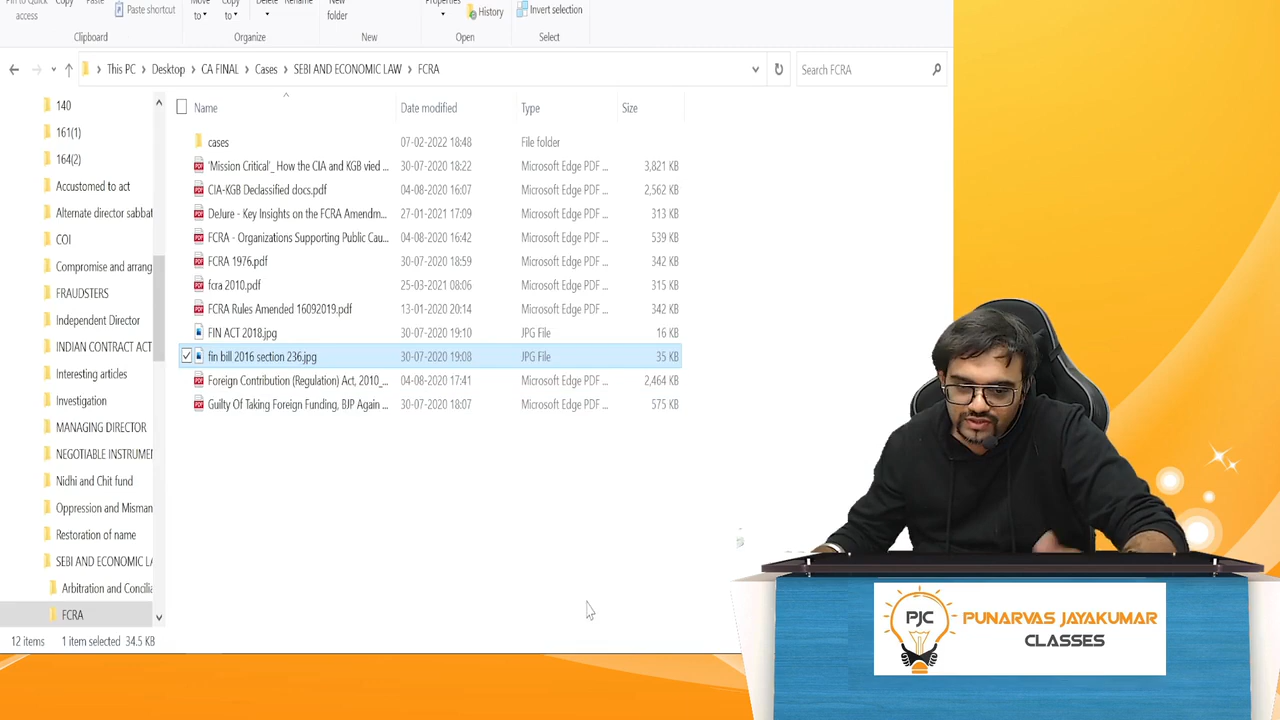 Pin to Quick access
Copy
Paste
Paste shortcut
Move to
Copy to
Delete
Rename
New folder
Properties
History
Invert selection
Clipboard
Organize
New
Open
Select
This PC > Desktop > CA FINAL > Cases > SEBI AND ECONOMIC LAW > FCRA
Search FCRA
Name
Date modified
Type
Size
140
161(1)
164(2)
Accustomed to act
Alternate director sabbat
COI
Compromise and arrang
FRAUDSTERS
Independent Director
INDIAN CONTRACT ACT
Interesting articles
Investigation
MANAGING DIRECTOR
NEGOTIABLE INSTRUMEN
Nidhi and Chit fund
Oppression and Misman
Restoration of name
SEBI AND ECONOMIC LA
Arbitration and Concilia
FCRA
cases 07-02-2022 18:48 File folder
'Mission Critical'_ How the CIA and KGB vied ... 30-07-2020 18:22 Microsoft Edge PDF ... 3,821 KB
CIA-KGB Declassified docs.pdf 04-08-2020 16:07 Microsoft Edge PDF ... 2,562 KB
DeJure - Key Insights on the FCRA Amendm... 27-01-2021 17:09 Microsoft Edge PDF ... 313 KB
FCRA - Organizations Supporting Public Cau... 04-08-2020 16:42 Microsoft Edge PDF ... 539 KB
FCRA 1976.pdf 30-07-2020 18:59 Microsoft Edge PDF ... 342 KB
fcra 2010.pdf 25-03-2021 08:06 Microsoft Edge PDF ... 315 KB
FCRA Rules Amended 16092019.pdf 13-01-2020 20:14 Microsoft Edge PDF ... 342 KB
FIN ACT 2018.jpg 30-07-2020 19:10 JPG File 16 KB
fin bill 2016 section 236.jpg 30-07-2020 19:08 JPG File 35 KB
Foreign Contribution (Regulation) Act, 2010_... 04-08-2020 17:41 Microsoft Edge PDF ... 2,464 KB
Guilty Of Taking Foreign Funding, BJP Again ... 30-07-2020 18:07 Microsoft Edge PDF ... 575 KB
12 items
1 item selected 34.5 KB
PJC
PUNARVAS JAYAKUMAR
CLASSES